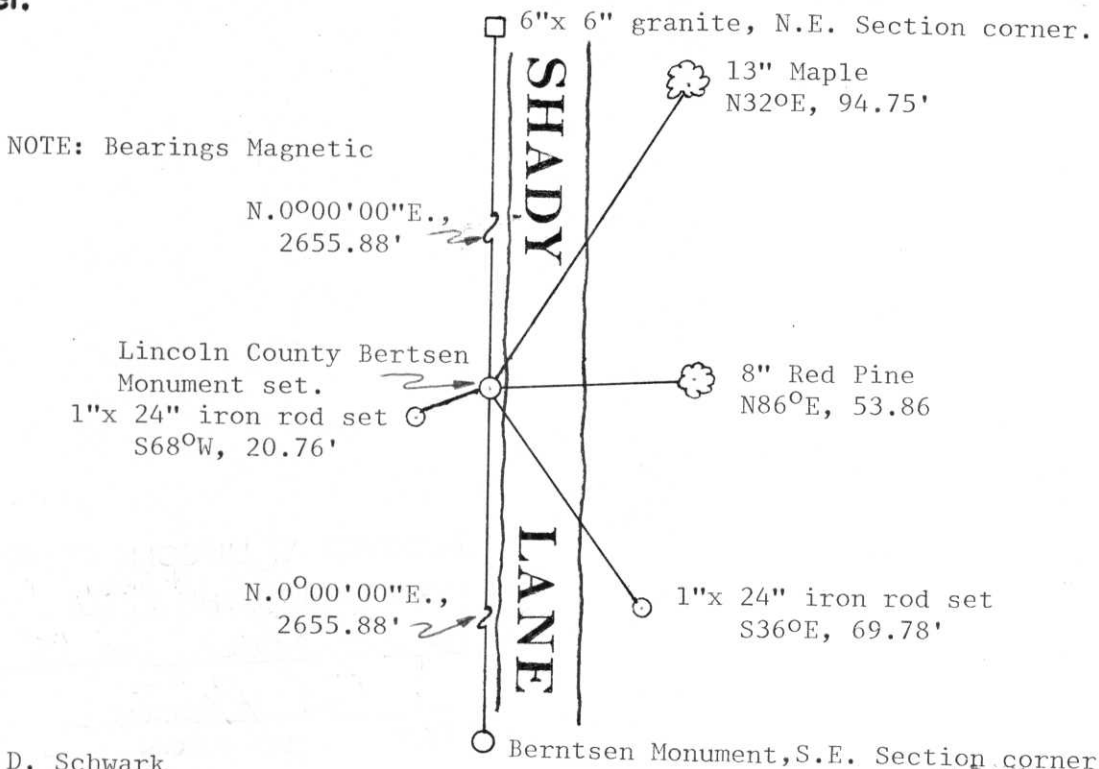 6"x 6" granite, N.E. Section corner.
13" Maple
N32°E, 94.75'
SHADY
NOTE: Bearings Magnetic
N.0°00'00"E.,
2655.88'
Lincoln County Bertsen
Monument set.
1"x 24" iron rod set
S68°W, 20.76'
8" Red Pine
N86°E, 53.86
LANE
N.0°00'00"E.,
2655.88'
1"x 24" iron rod set
S36°E, 69.78'
Berntsen Monument, S.E. Section corner
D. Schwark